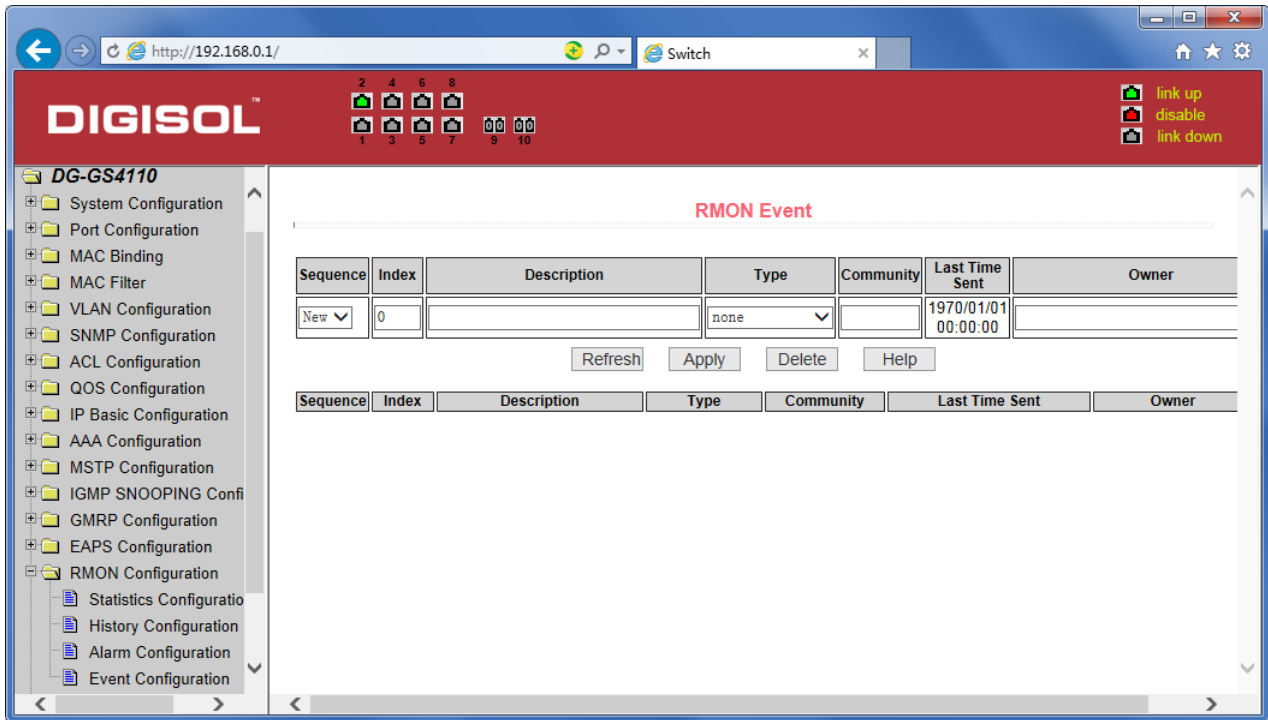 http://192.168.0.1/
Switch
DIGISOL™
2 4 6 8
1 3 5 7 9 10
link up
disable
link down
DG-GS4110
System Configuration
Port Configuration
MAC Binding
MAC Filter
VLAN Configuration
SNMP Configuration
ACL Configuration
QOS Configuration
IP Basic Configuration
AAA Configuration
MSTP Configuration
IGMP SNOOPING Confi
GMRP Configuration
EAPS Configuration
RMON Configuration
Statistics Configuratio
History Configuration
Alarm Configuration
Event Configuration
RMON Event
Sequence Index Description Type Community Last Time Sent Owner
New 0 none 1970/01/01 00:00:00
Refresh Apply Delete Help
Sequence Index Description Type Community Last Time Sent Owner